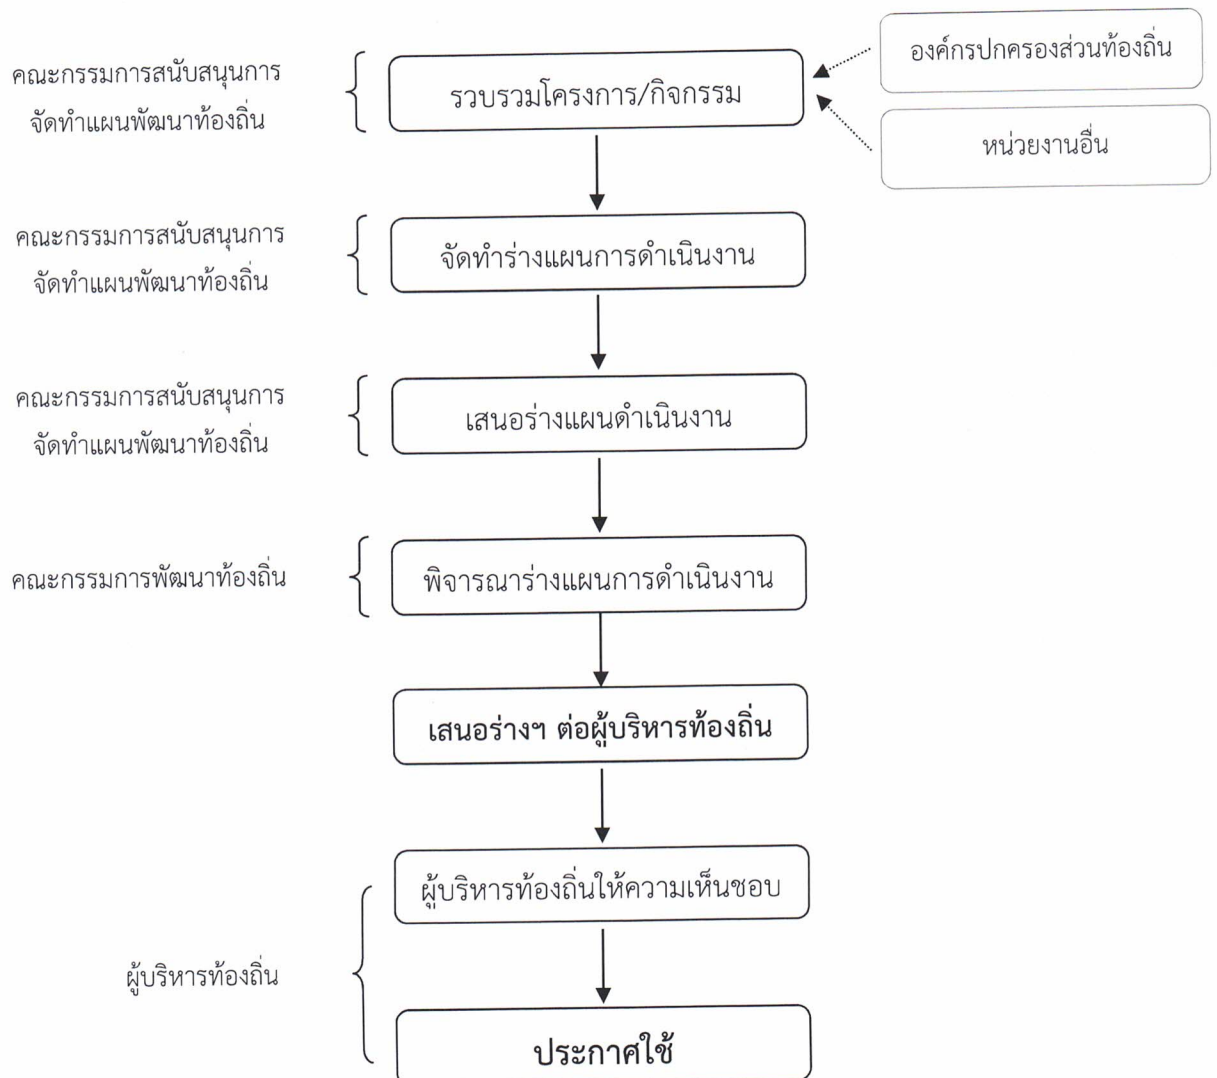 องค์กรปกครองส่วนท้องถิ่น
คณะกรรมการสนับสนุนการ
จัดทำแผนพัฒนาท้องถิ่น
รวบรวมโครงการ/กิจกรรม
หน่วยงานอื่น
คณะกรรมการสนับสนุนการ
จัดทำแผนพัฒนาท้องถิ่น
จัดทำร่างแผนการดำเนินงาน
คณะกรรมการสนับสนุนการ
จัดทำแผนพัฒนาท้องถิ่น
เสนอร่างแผนดำเนินงาน
คณะกรรมการพัฒนาท้องถิ่น
พิจารณาร่างแผนการดำเนินงาน
เสนอร่างฯ ต่อผู้บริหารท้องถิ่น
ผู้บริหารท้องถิ่นให้ความเห็นชอบ
ผู้บริหารท้องถิ่น
ประกาศใช้